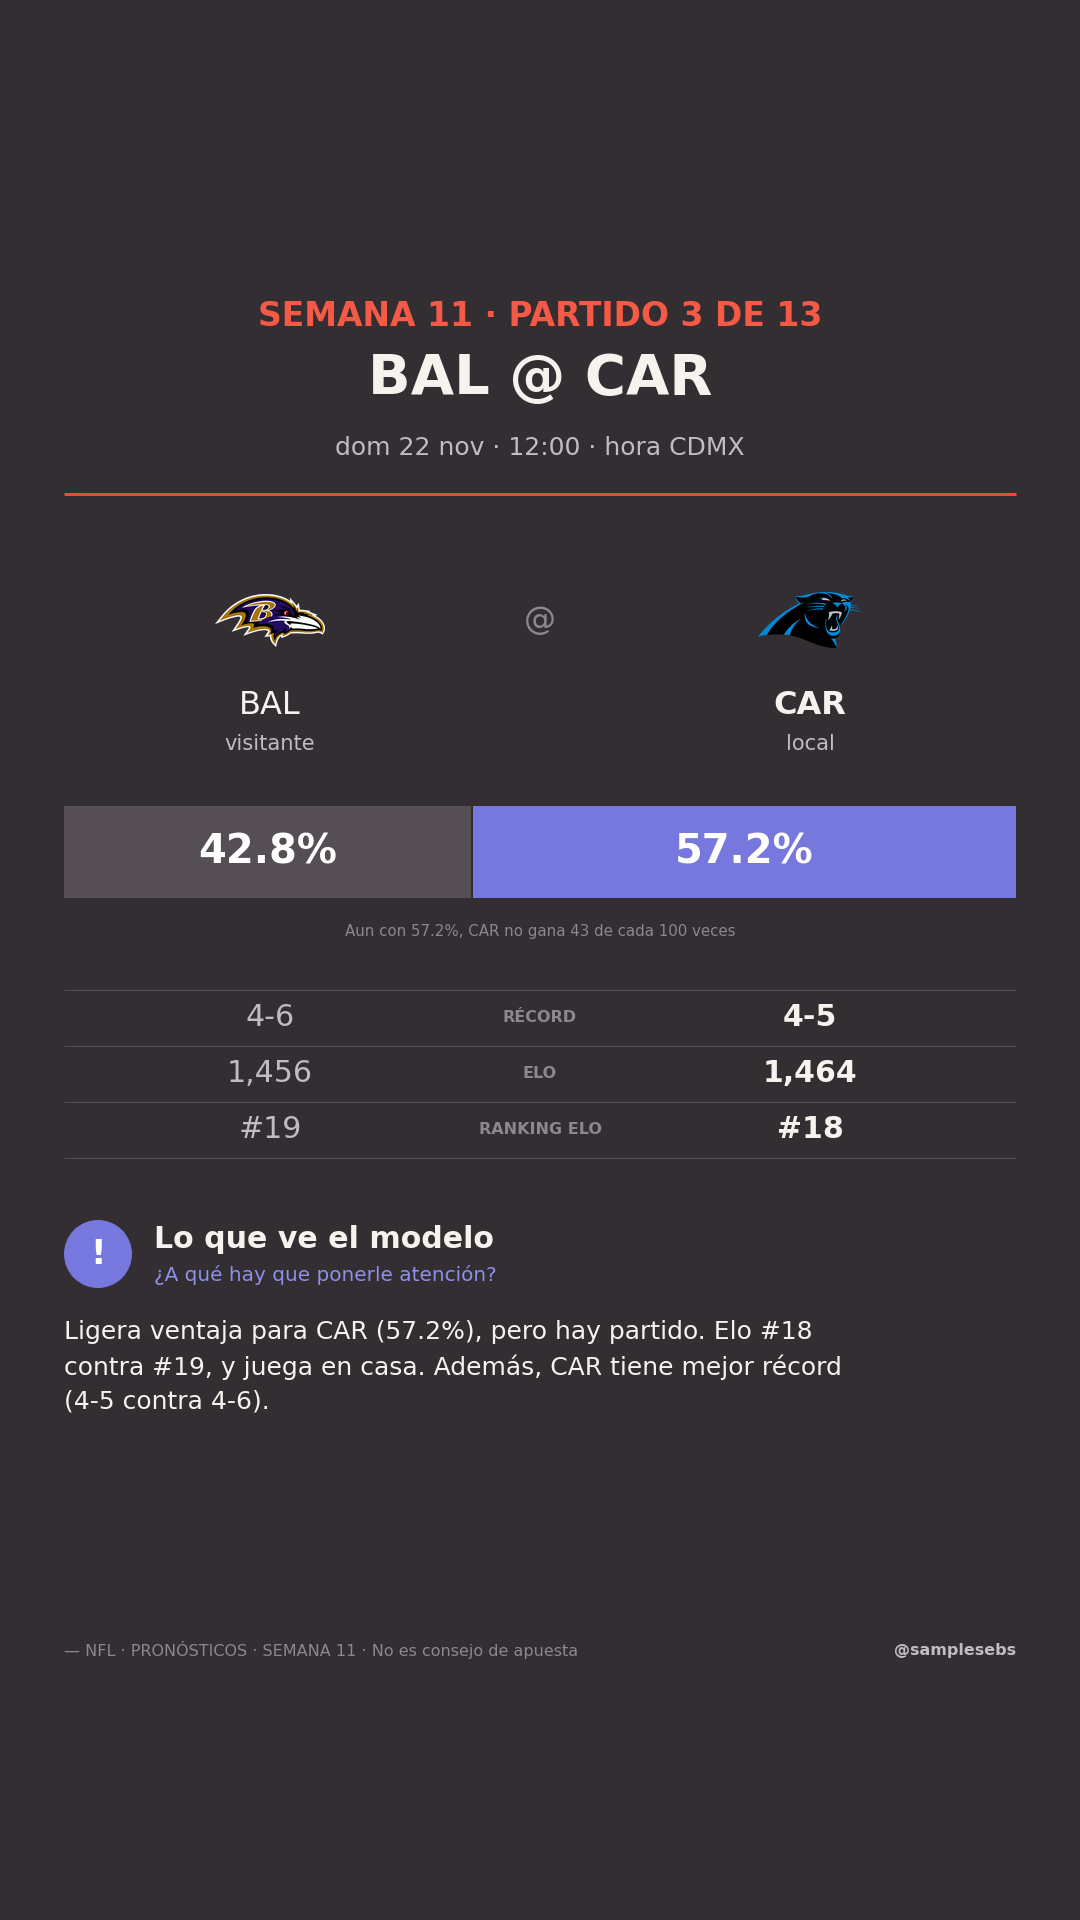 SEMANA 11 · PARTIDO 3 DE 13
BAL @ CAR
dom 22 nov · 12:00 · hora CDMX
B
@
BAL
CAR
visitante
local
42.8%
57.2%
Aun con 57.2%, CAR no gana 43 de cada 100 veces
4-6 RÉCORD 4-5
1,456 ELO 1,464
#19 RANKING ELO #18
!
Lo que ve el modelo
¿A qué hay que ponerle atención?
Ligera ventaja para CAR (57.2%), pero hay partido. Elo #18
contra #19, y juega en casa. Además, CAR tiene mejor récord
(4-5 contra 4-6).
— NFL · PRONÓSTICOS · SEMANA 11 · No es consejo de apuesta
@samplesebs